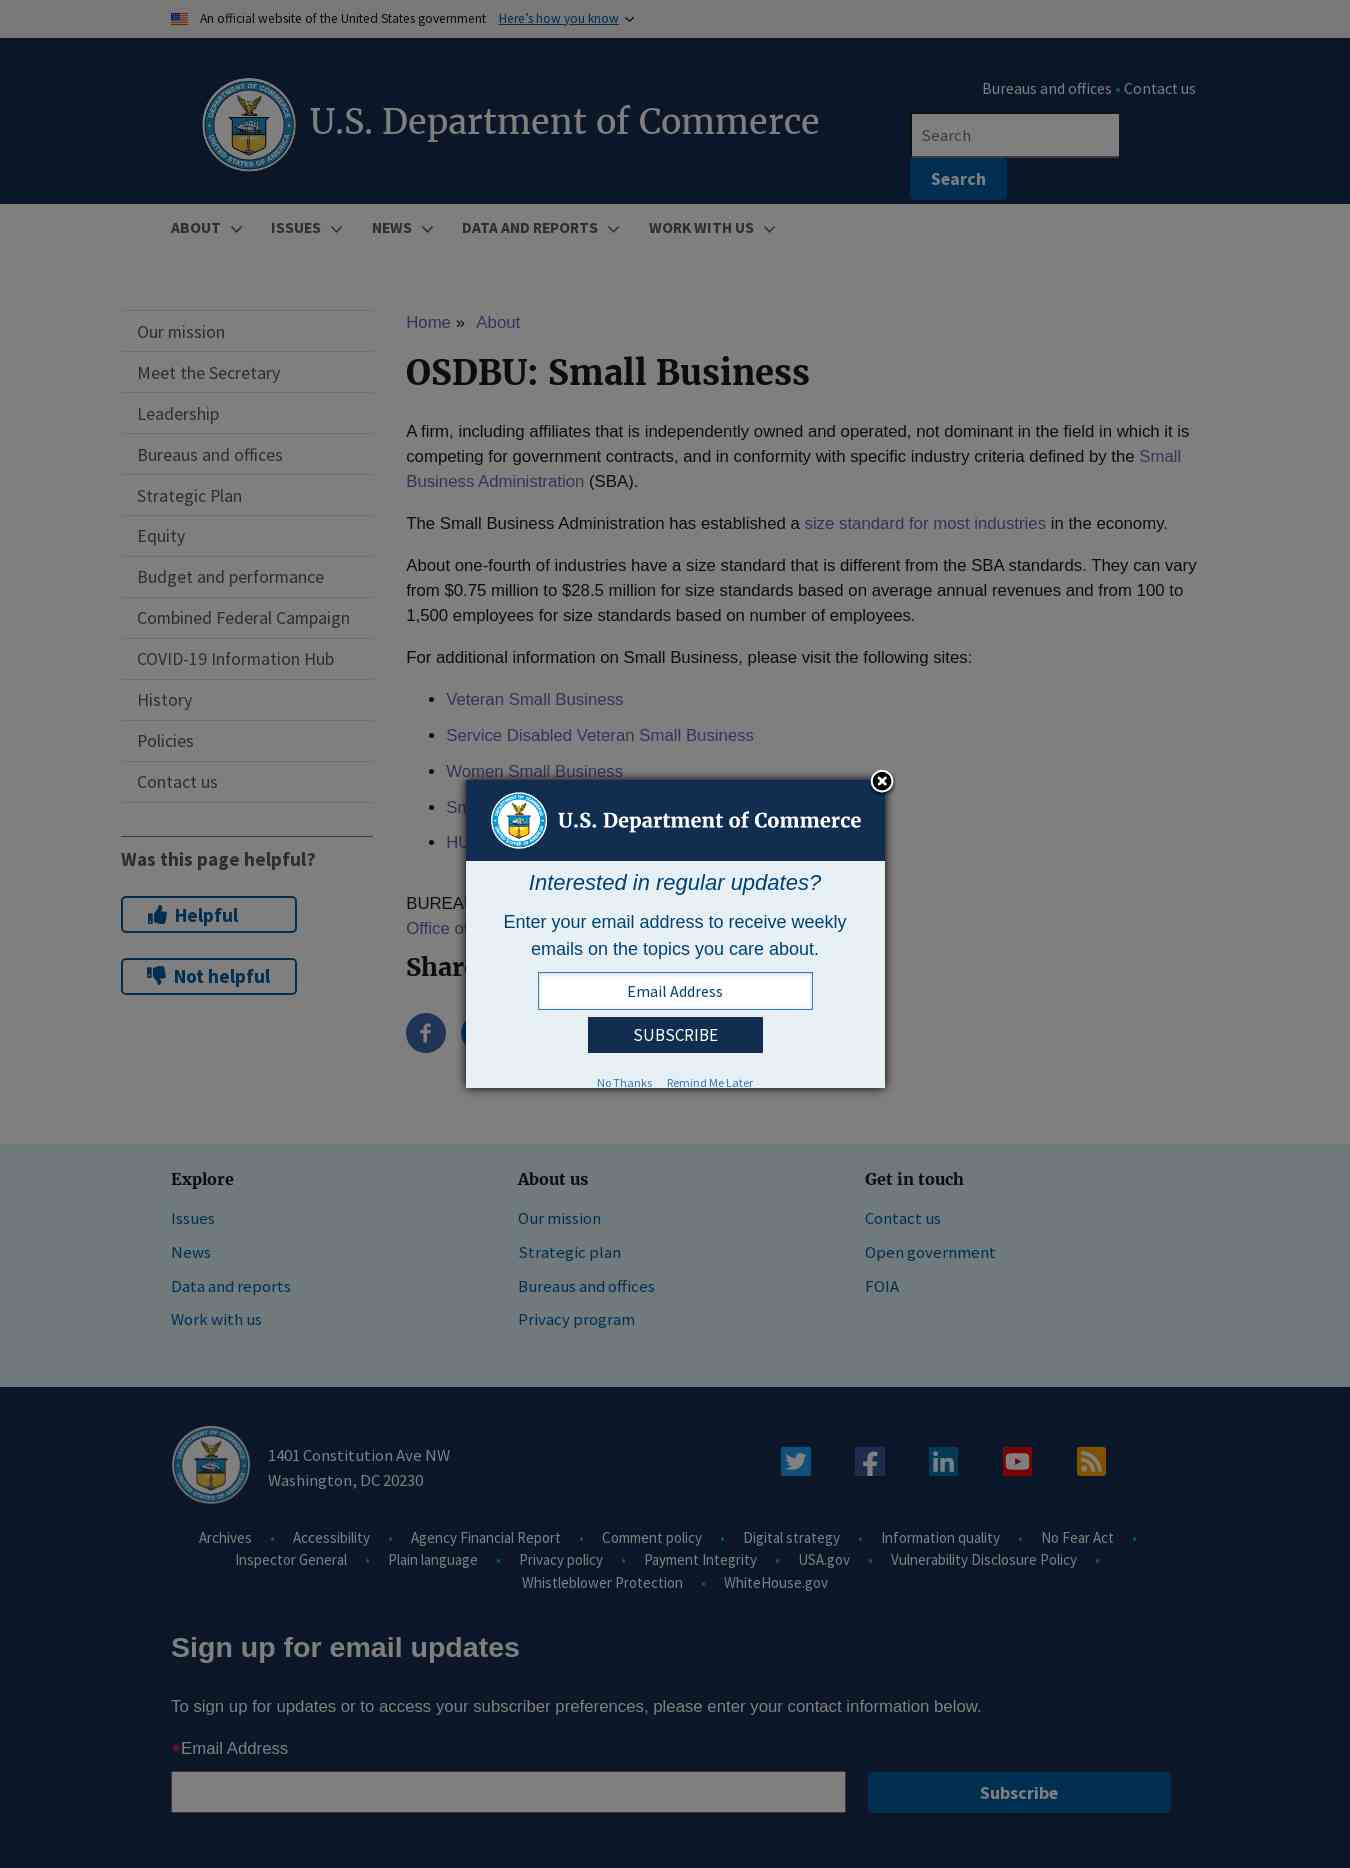 An official website of the United States government Here's how you know
U.S. Department of Commerce
Bureaus and offices • Contact us
Search
Search
ABOUT ISSUES NEWS DATA AND REPORTS WORK WITH US
Our mission
Meet the Secretary
Leadership
Bureaus and offices
Strategic Plan
Equity
Budget and performance
Combined Federal Campaign
COVID-19 Information Hub
History
Policies
Contact us
Was this page helpful?
Helpful
Not helpful
Home » About
OSDBU: Small Business
A firm, including affiliates that is independently owned and operated, not dominant in the field in which it is
competing for government contracts, and in conformity with specific industry criteria defined by the Small
Business Administration (SBA).
The Small Business Administration has established a size standard for most industries in the economy.
About one-fourth of industries have a size standard that is different from the SBA standards. They can vary
from $0.75 million to $28.5 million for size standards based on average annual revenues and from 100 to
1,500 employees for size standards based on number of employees.
For additional information on Small Business, please visit the following sites:
• Veteran Small Business
• Service Disabled Veteran Small Business
• Women Small Business
Office
Share
U.S. Department of Commerce
Interested in regular updates?
Enter your email address to receive weekly
emails on the topics you care about.
Email Address
SUBSCRIBE
No Thanks Remind Me Later
Explore
Issues
News
Data and reports
Work with us
About us
Our mission
Strategic plan
Bureaus and offices
Privacy program
Get in touch
Contact us
Open government
FOIA
1401 Constitution Ave NW
Washington, DC 20230
Archives • Accessibility • Agency Financial Report • Comment policy • Digital strategy • Information quality • No Fear Act •
Inspector General • Plain language • Privacy policy • Payment Integrity • USA.gov • Vulnerability Disclosure Policy •
Whistleblower Protection • WhiteHouse.gov
Sign up for email updates
To sign up for updates or to access your subscriber preferences, please enter your contact information below.
*Email Address
Subscribe